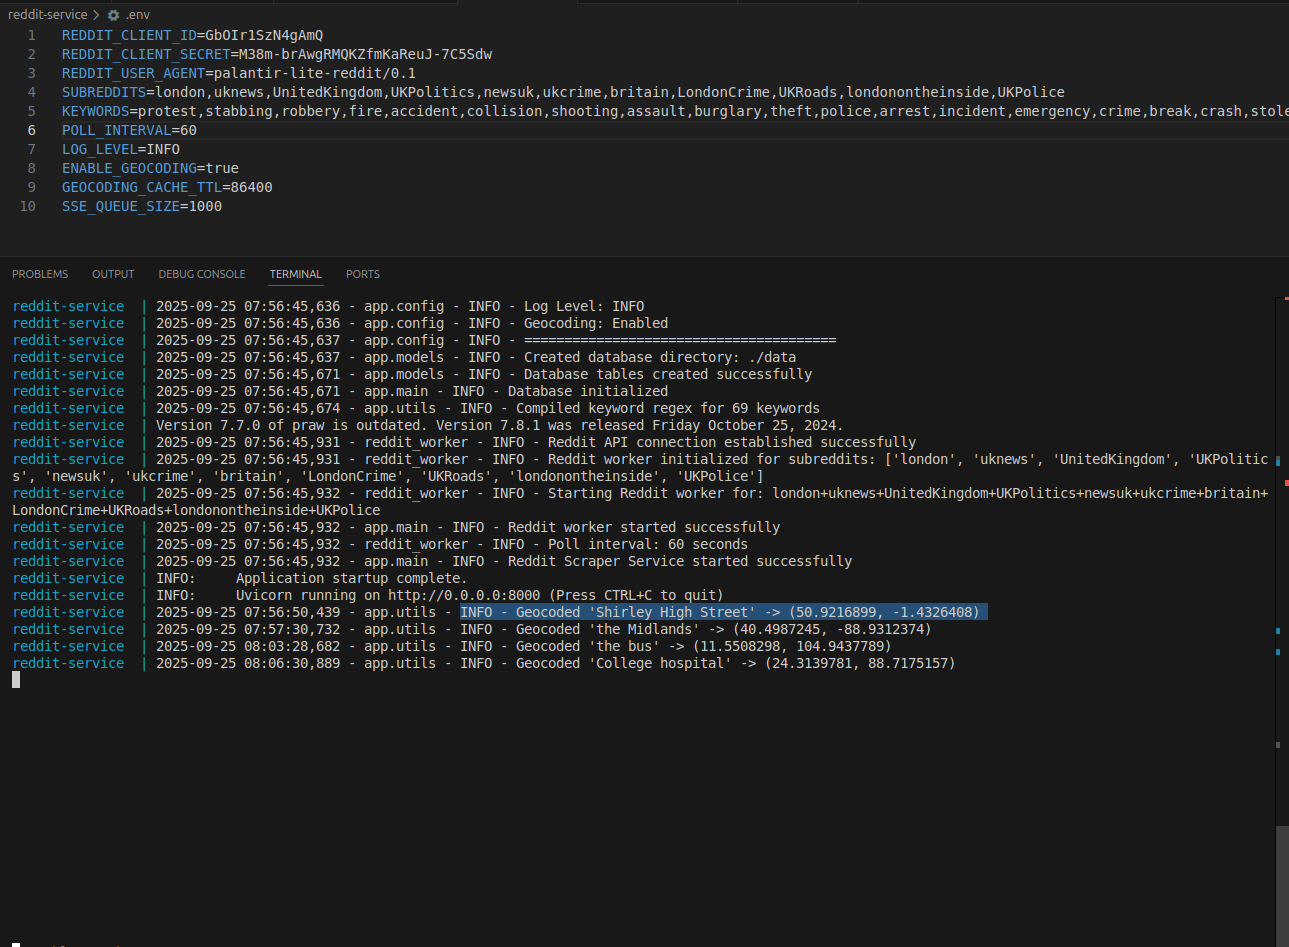 reddit-service > .env
1 REDDIT_CLIENT_ID=GbOIr1SzN4gAmQ
2 REDDIT_CLIENT_SECRET=M38m-brAwgRMQKZfmKaReuJ-7C5Sdw
3 REDDIT_USER_AGENT=palantir-lite-reddit/0.1
4 SUBREDDITS=london,uknews,UnitedKingdom,UKPolitics,newsuk,ukcrime,britain,LondonCrime,UKRoads,londonontheinside,UKPolice
5 KEYWORDS=protest,stabbing,robbery,fire,accident,collision,shooting,assault,burglary,theft,police,arrest,incident,emergency,crime,break,crash,stole
6 POLL_INTERVAL=60
7 LOG_LEVEL=INFO
8 ENABLE_GEOCODING=true
9 GEOCODING_CACHE_TTL=86400
10 SSE_QUEUE_SIZE=1000
PROBLEMS OUTPUT DEBUG CONSOLE TERMINAL PORTS
reddit-service | 2025-09-25 07:56:45,636 - app.config - INFO - Log Level: INFO
reddit-service | 2025-09-25 07:56:45,636 - app.config - INFO - Geocoding: Enabled
reddit-service | 2025-09-25 07:56:45,637 - app.config - INFO - =======================================
reddit-service | 2025-09-25 07:56:45,637 - app.models - INFO - Created database directory: ./data
reddit-service | 2025-09-25 07:56:45,671 - app.models - INFO - Database tables created successfully
reddit-service | 2025-09-25 07:56:45,671 - app.main - INFO - Database initialized
reddit-service | 2025-09-25 07:56:45,674 - app.utils - INFO - Compiled keyword regex for 69 keywords
reddit-service | Version 7.7.0 of praw is outdated. Version 7.8.1 was released Friday October 25, 2024.
reddit-service | 2025-09-25 07:56:45,931 - reddit_worker - INFO - Reddit API connection established successfully
reddit-service | 2025-09-25 07:56:45,931 - reddit_worker - INFO - Reddit worker initialized for subreddits: ['london', 'uknews', 'UnitedKingdom', 'UKPolitic
s', 'newsuk', 'ukcrime', 'britain', 'LondonCrime', 'UKRoads', 'londonontheinside', 'UKPolice']
reddit-service | 2025-09-25 07:56:45,932 - reddit_worker - INFO - Starting Reddit worker for: london+uknews+UnitedKingdom+UKPolitics+newsuk+ukcrime+britain+
LondonCrime+UKRoads+londonontheinside+UKPolice
reddit-service | 2025-09-25 07:56:45,932 - app.main - INFO - Reddit worker started successfully
reddit-service | 2025-09-25 07:56:45,932 - reddit_worker - INFO - Poll interval: 60 seconds
reddit-service | 2025-09-25 07:56:45,932 - app.main - INFO - Reddit Scraper Service started successfully
reddit-service | INFO: Application startup complete.
reddit-service | INFO: Uvicorn running on http://0.0.0.0:8000 (Press CTRL+C to quit)
reddit-service | 2025-09-25 07:56:50,439 - app.utils - INFO - Geocoded 'Shirley High Street' -> (50.9216899, -1.4326408)
reddit-service | 2025-09-25 07:57:30,732 - app.utils - INFO - Geocoded 'the Midlands' -> (40.4987245, -88.9312374)
reddit-service | 2025-09-25 08:03:28,682 - app.utils - INFO - Geocoded 'the bus' -> (11.5508298, 104.9437789)
reddit-service | 2025-09-25 08:06:30,889 - app.utils - INFO - Geocoded 'College hospital' -> (24.3139781, 88.7175157)